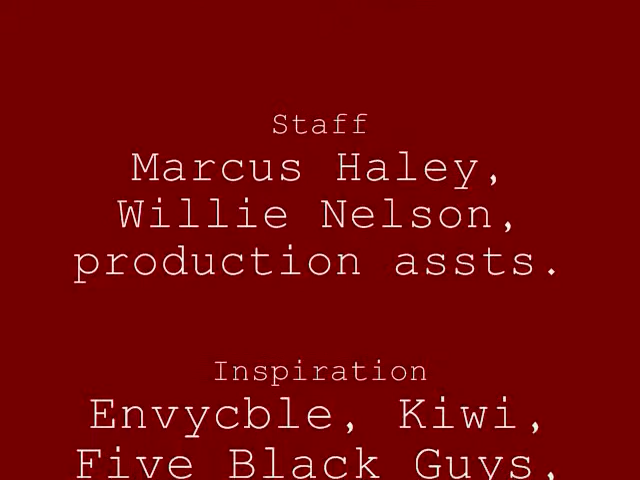 Staff
Marcus Haley,
Willie Nelson,
production assts.
Inspiration
Envycble, Kiwi,
Five Black Guys,